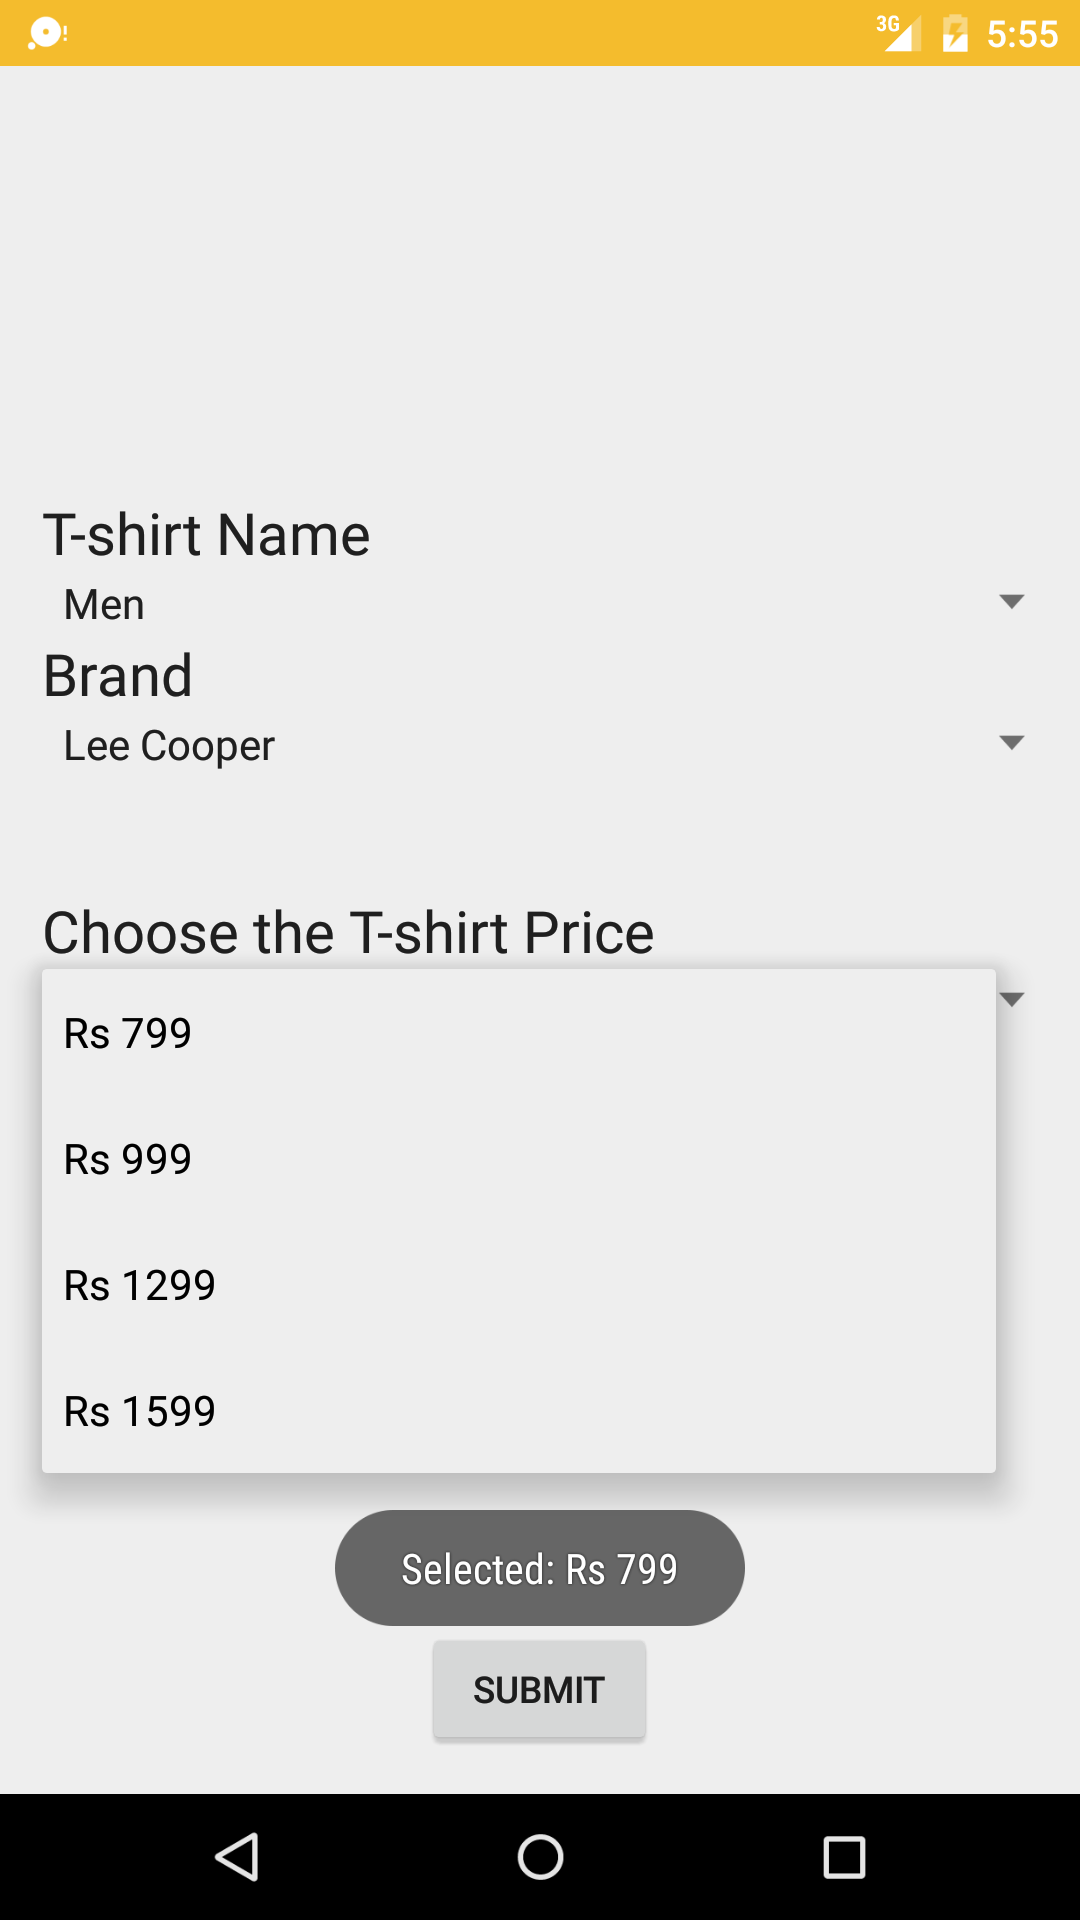 3G 5:55
T-shirt Name
Men
Brand
Lee Cooper
Choose the T-shirt Price
Rs 799
Rs 999
Rs 1299
Rs 1599
Selected: Rs 799
SUBMIT